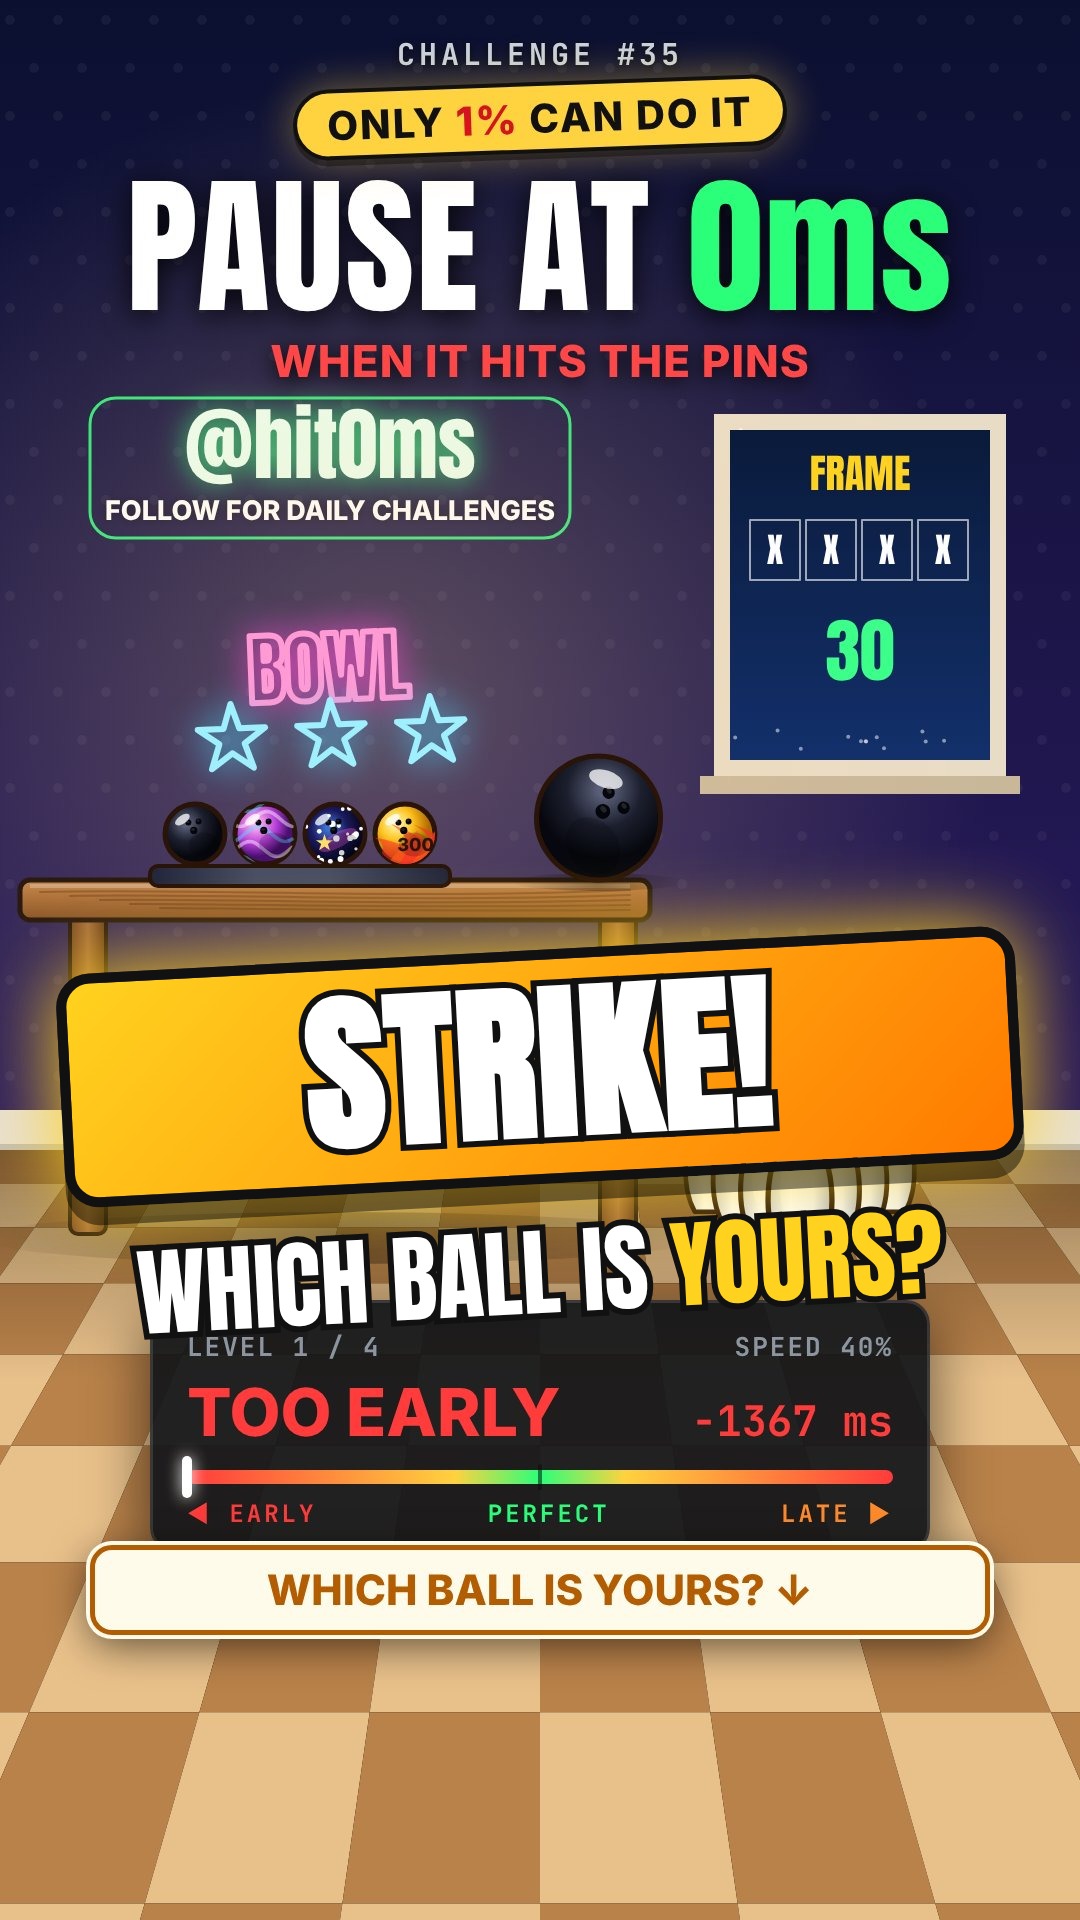 CHALLENGE #35
ONLY 1% CAN DO IT
PAUSE AT 0ms
WHEN IT HITS THE PINS
@hit0ms
FOLLOW FOR DAILY CHALLENGES
FRAME
X X X X
30
BOWL
300
STRIKE!
WHICH BALL IS YOURS?
LEVEL 1 / 4
SPEED 40%
TOO EARLY
-1367 ms
◀ EARLY
PERFECT
LATE ▶
WHICH BALL IS YOURS? ↓